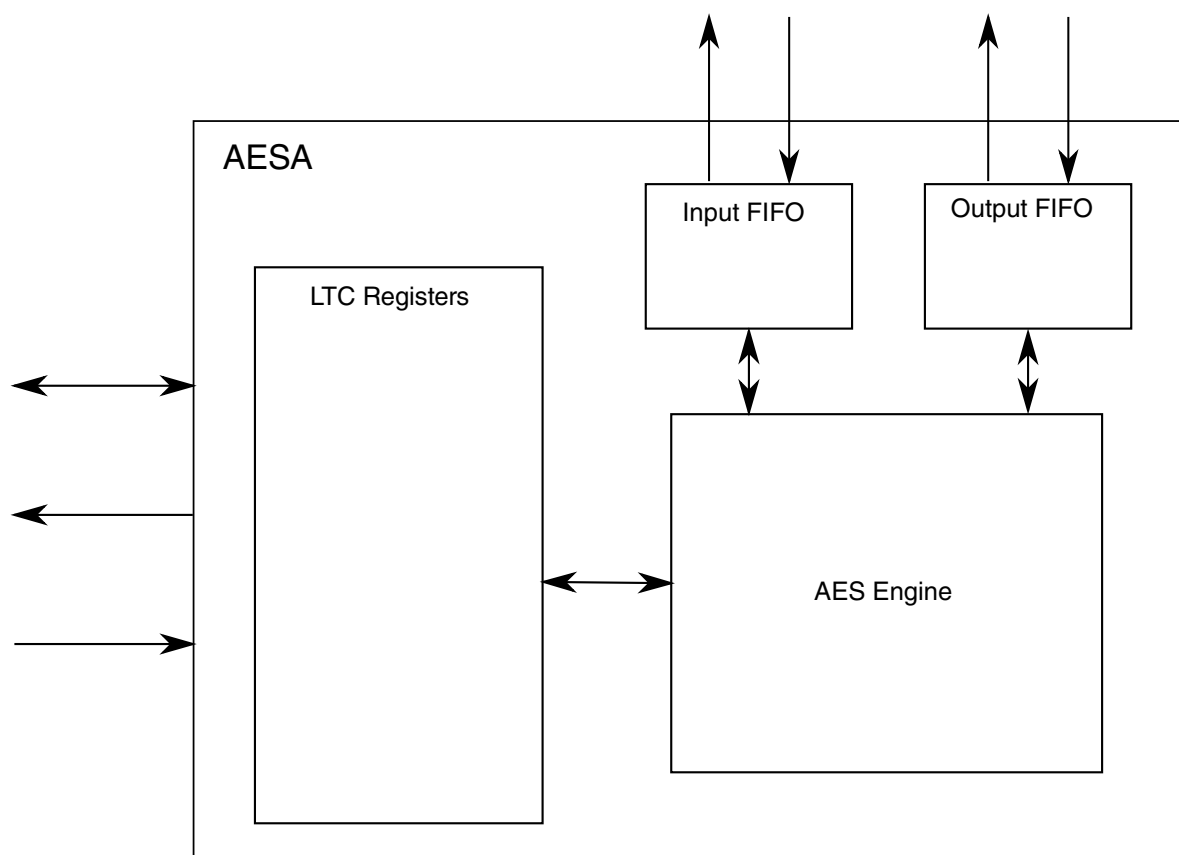 AESA
Input FIFO
Output FIFO
LTC Registers
AES Engine